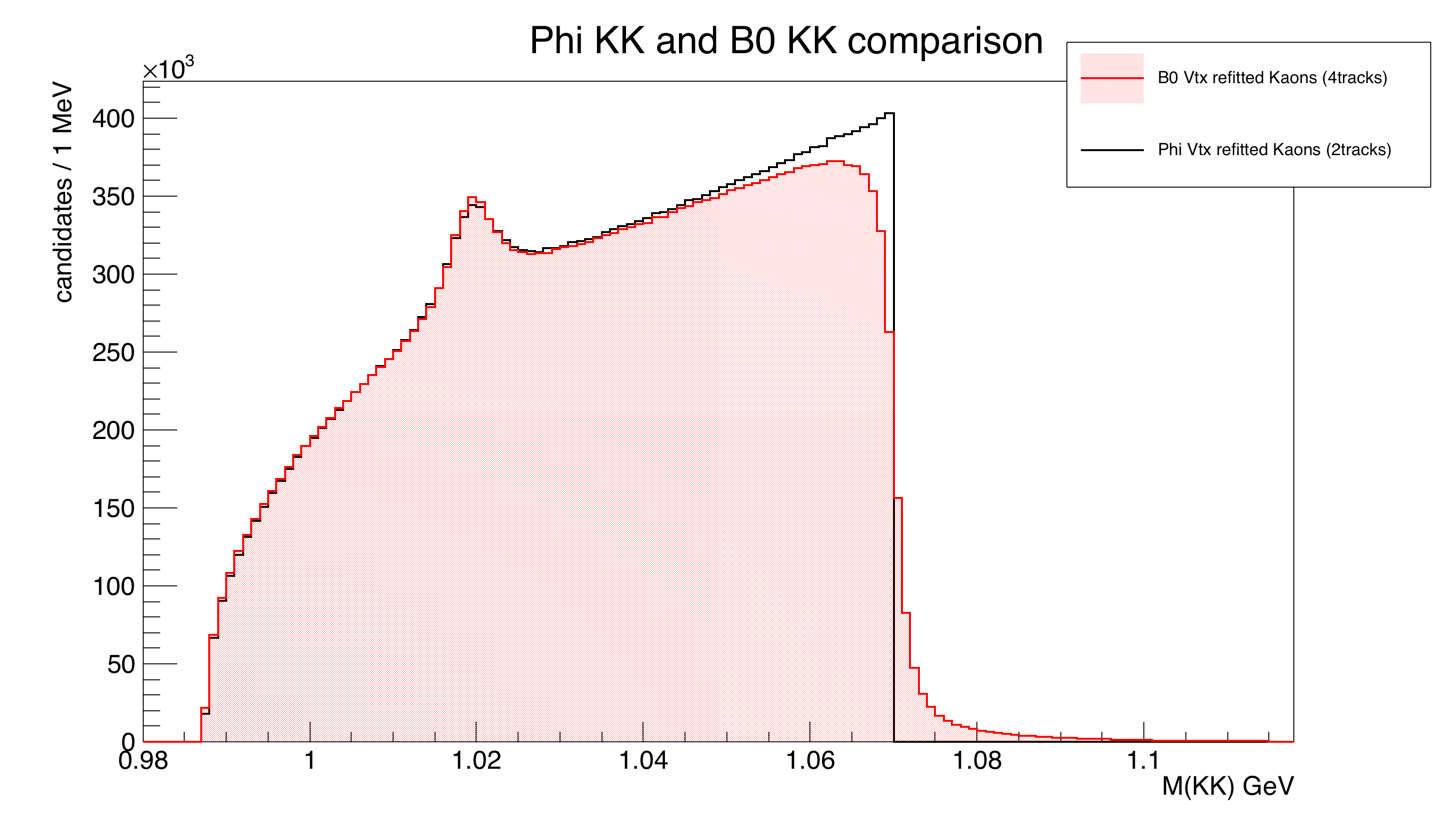 Phi KK and B0 KK comparison
×10³
B0 Vtx refitted Kaons (4tracks)
Phi Vtx refitted Kaons (2tracks)
candidates / 1 MeV
400
350
300
250
200
150
100
50
0
0.98 1 1.02 1.04 1.06 1.08 1.1
M(KK) GeV